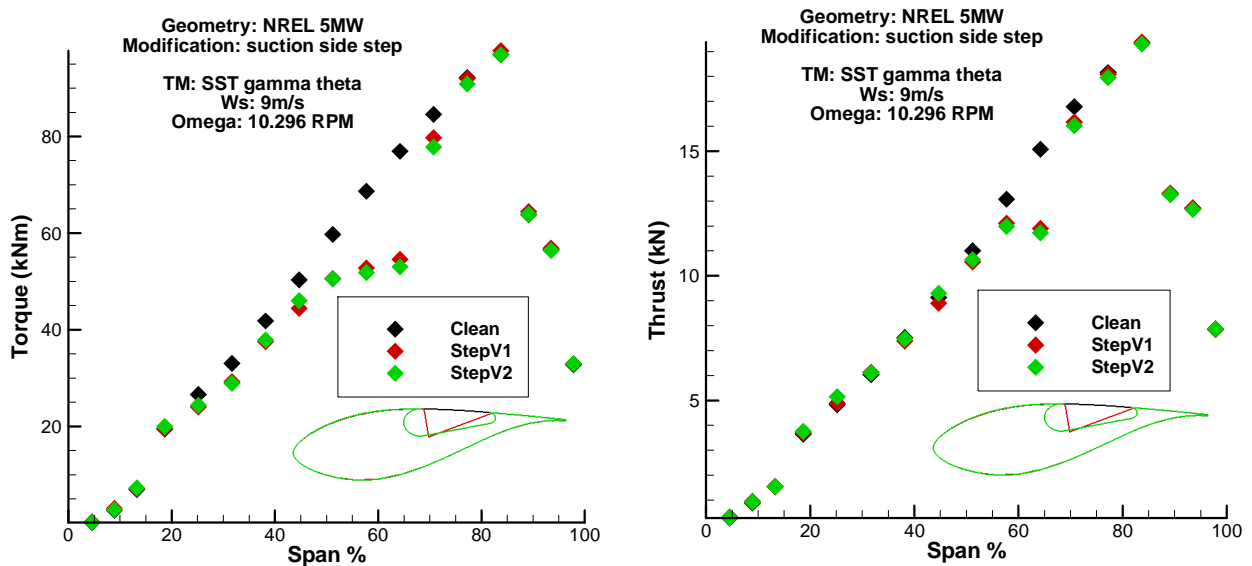 Geometry: NREL 5MW
Modification: suction side step
TM: SST gamma theta
Ws: 9m/s
Omega: 10.296 RPM
80
60
40
20
Torque (kNm)
Clean
StepV1
StepV2
0
20
40
60
80
100
Span %
Geometry: NREL 5MW
Modification: suction side step
TM: SST gamma theta
Ws: 9m/s
Omega: 10.296 RPM
15
10
5
Thrust (kN)
Clean
StepV1
StepV2
0
20
40
60
80
100
Span %